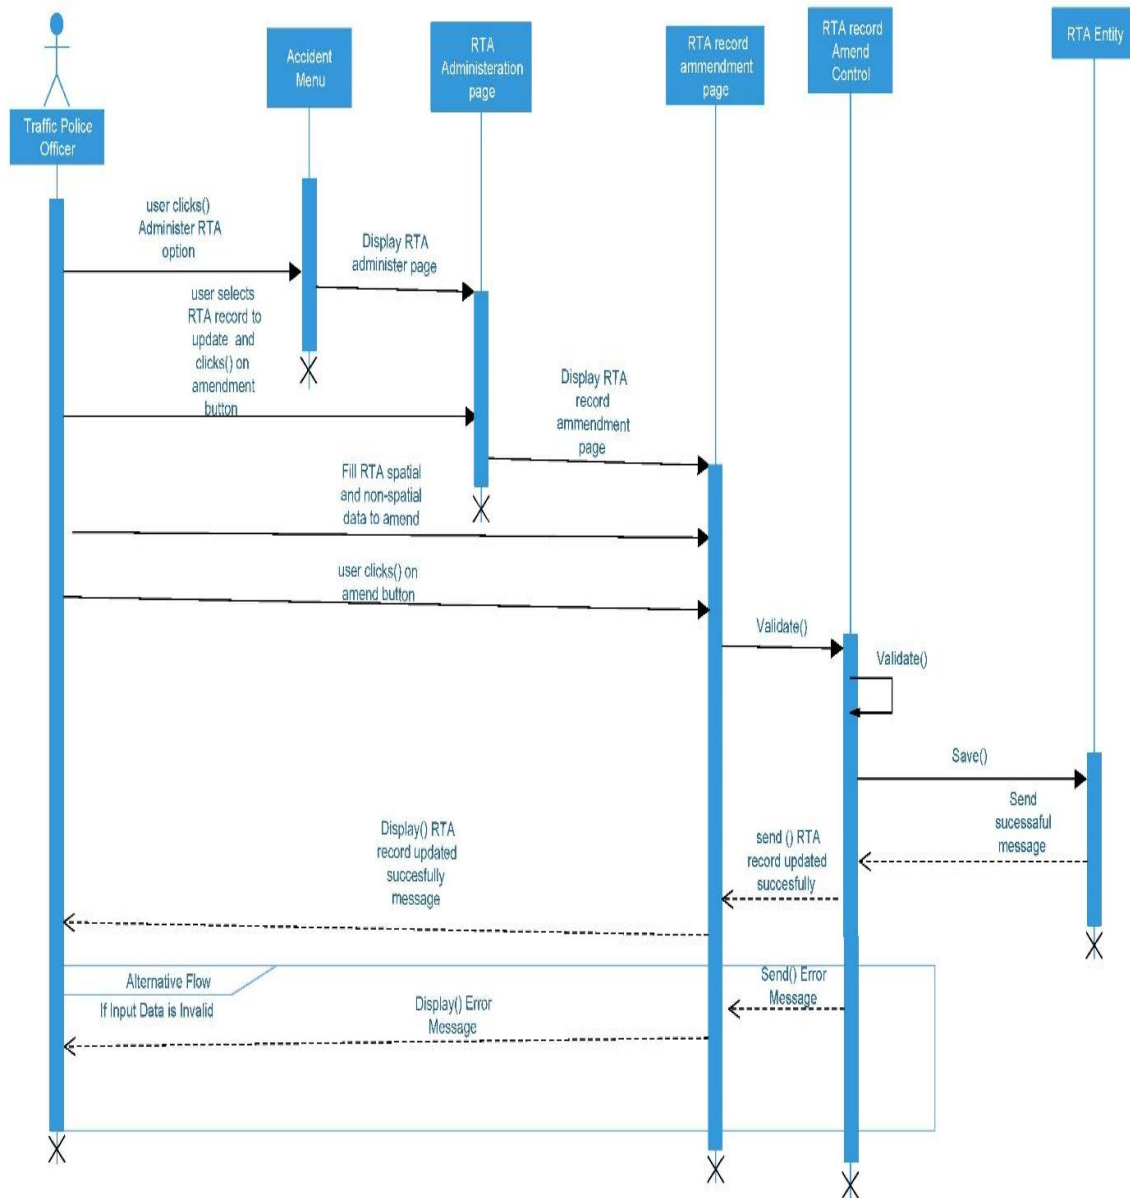 Traffic Police
Officer
Accident
Menu
RTA
Administeration
page
RTA record
ammendment
page
RTA record
Amend
Control
RTA Entity
user clicks()
Administer RTA
option
Display RTA
administer page
user selects
RTA record to
update and
clicks() on
amendment
button
Display RTA
record
ammendment
page
Fill RTA spatial
and non-spatial
data to amend
user clicks() on
amend button
Validate()
Validate()
Save()
Send
sucessaful
message
send () RTA
record updated
succesfully
Display() RTA
record updated
succesfully
message
Alternative Flow
If Input Data is Invalid
Send() Error
Message
Display() Error
Message